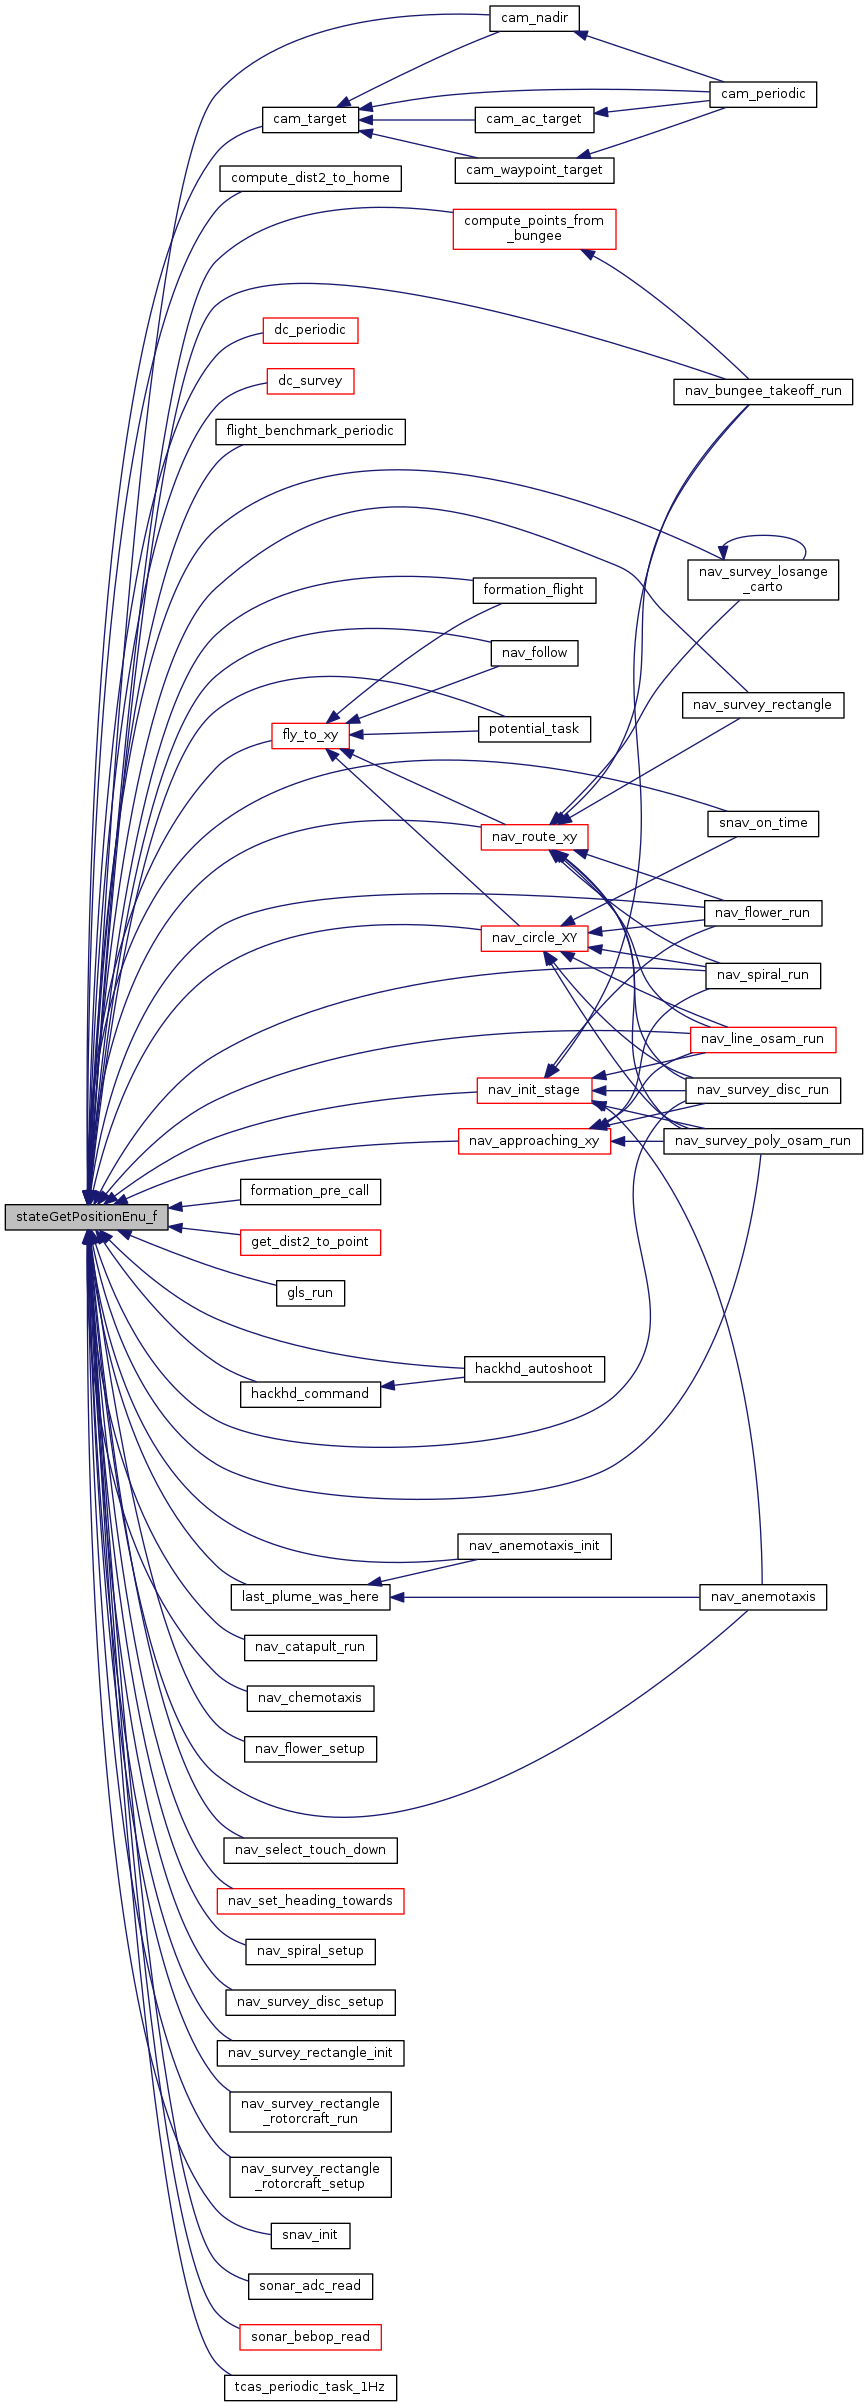 cam_nadir
cam_periodic
cam_target
cam_ac_target
cam_waypoint_target
compute_dist2_to_home
compute_points_from
_bungee
dc_periodic
dc_survey
nav_bungee_takeoff_run
flight_benchmark_periodic
nav_survey_losange
_carto
formation_flight
nav_follow
nav_survey_rectangle
potential_task
fly_to_xy
snav_on_time
nav_route_xy
nav_flower_run
nav_circle_XY
nav_spiral_run
nav_line_osam_run
nav_init_stage
nav_survey_disc_run
nav_approaching_xy
nav_survey_poly_osam_run
formation_pre_call
stateGetPositionEnu_f
get_dist2_to_point
gls_run
hackhd_autoshoot
hackhd_command
nav_anemotaxis_init
last_plume_was_here
nav_anemotaxis
nav_catapult_run
nav_chemotaxis
nav_flower_setup
nav_select_touch_down
nav_set_heading_towards
nav_spiral_setup
nav_survey_disc_setup
nav_survey_rectangle_init
nav_survey_rectangle
_rotorcraft_run
nav_survey_rectangle
_rotorcraft_setup
snav_init
sonar_adc_read
sonar_bebop_read
tcas_periodic_task_1Hz